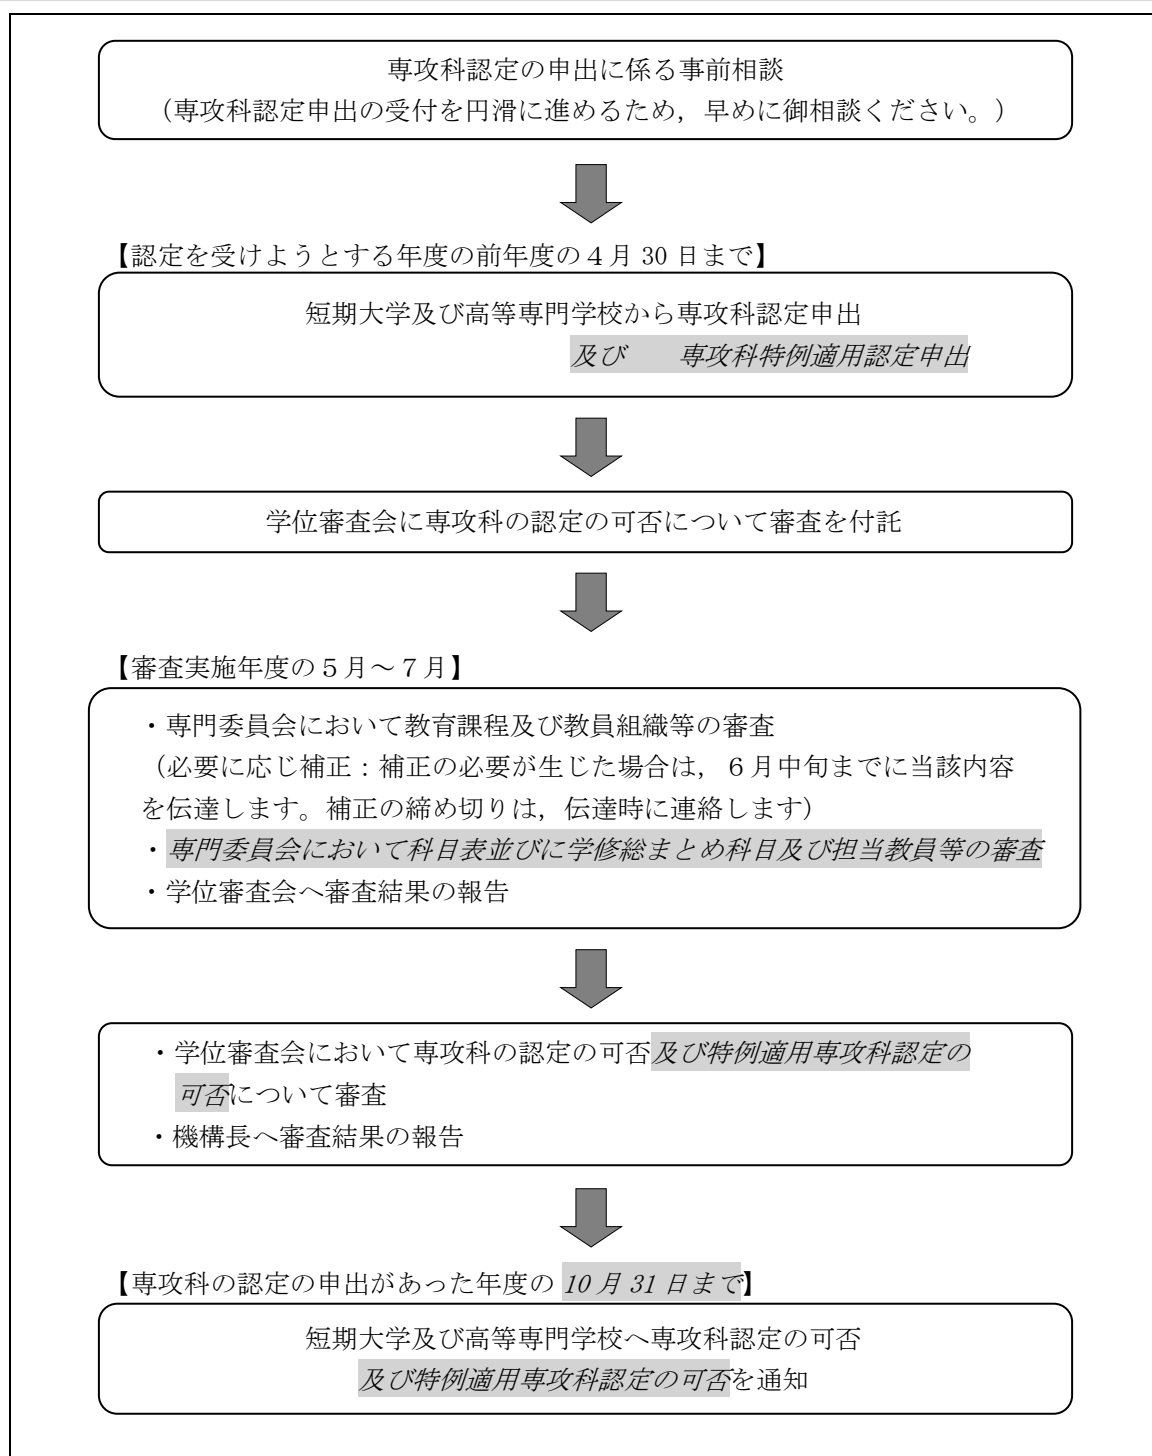 専攻科認定の申出に係る事前相談
（専攻科認定申出の受付を円滑に進めるため，早めに御相談ください。）
【認定を受けようとする年度の前年度の４月 30 日まで】
短期大学及び高等専門学校から専攻科認定申出
及び　　専攻科特例適用認定申出
学位審査会に専攻科の認定の可否について審査を付託
【審査実施年度の５月～７月】
・専門委員会において教育課程及び教員組織等の審査
（必要に応じ補正：補正の必要が生じた場合は，６月中旬までに当該内容
を伝達します。補正の締め切りは，伝達時に連絡します）
・専門委員会において科目表並びに学修総まとめ科目及び担当教員等の審査
・学位審査会へ審査結果の報告
・学位審査会において専攻科の認定の可否及び特例適用専攻科認定の
可否について審査
・機構長へ審査結果の報告
【専攻科の認定の申出があった年度の 10 月 31 日まで】
短期大学及び高等専門学校へ専攻科認定の可否
及び特例適用専攻科認定の可否を通知